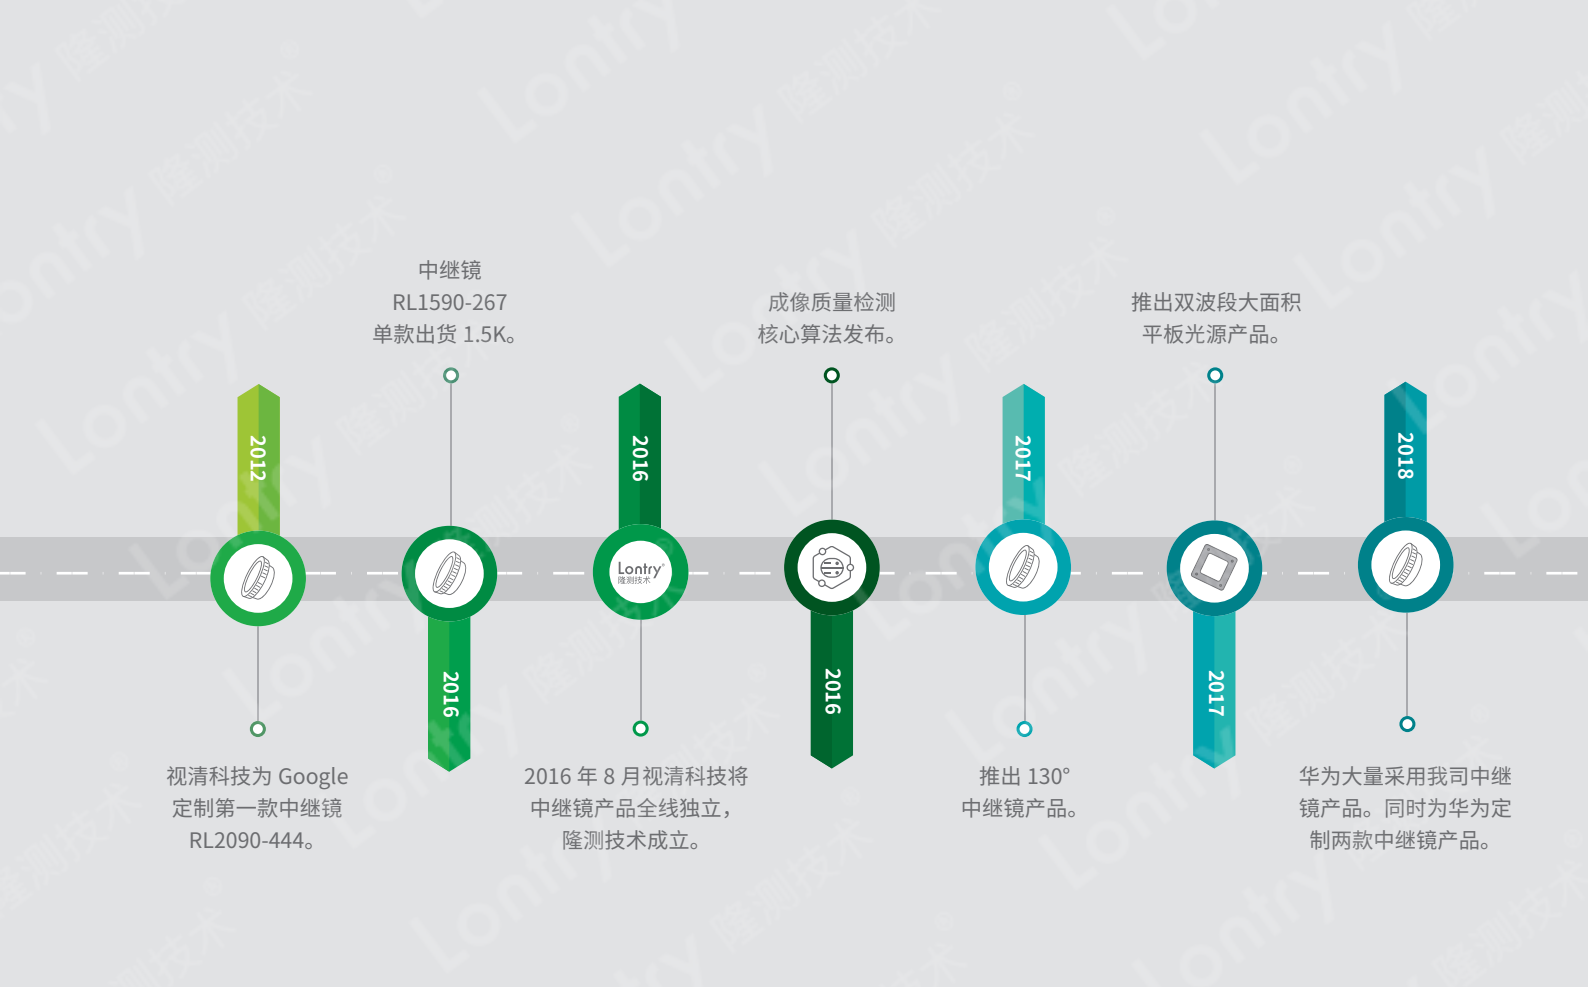 2012
视清科技为 Google
定制第一款中继镜
RL2090-444。
中继镜
RL1590-267
单款出货 1.5K。
2016
2016
Lontry®
隆测技术
2016 年 8 月视清科技将
中继镜产品全线独立，
隆测技术成立。
成像质量检测
核心算法发布。
2016
2017
推出 130°
中继镜产品。
推出双波段大面积
平板光源产品。
2017
2018
华为大量采用我司中继
镜产品。同时为华为定
制两款中继镜产品。